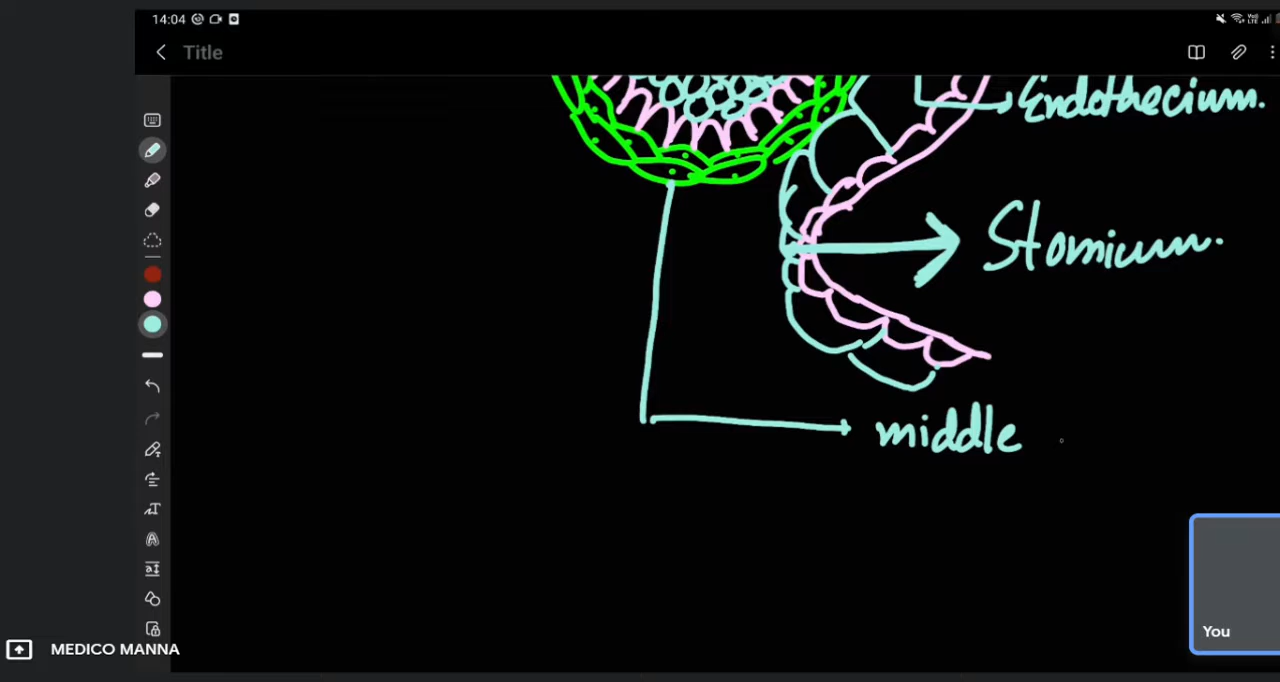 14:04
Title
Endothecium.
Stomium.
middle
You
MEDICO MANNA